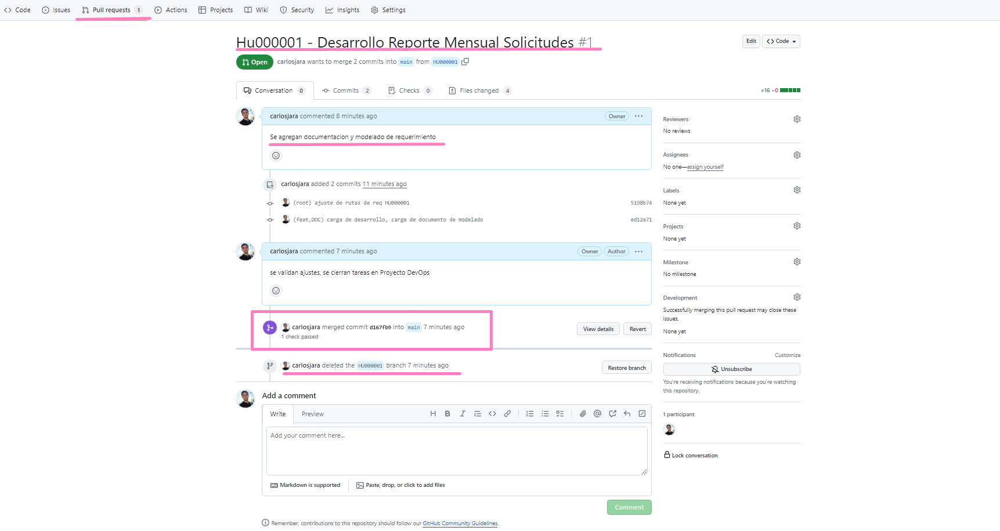 Code Issues Pull requests 1 Actions Projects Wiki Security Insights Settings
Hu000001 - Desarrollo Reporte Mensual Solicitudes #1
Edit Code
Open carlosjara wants to merge 2 commits into main from HU000001
Conversation 0 Commits 2 Checks 0 Files changed 4
+16 −0
carlosjara commented 8 minutes ago Owner ...
Se agregan documentacion y modelado de requerimiento
carlosjara added 2 commits 11 minutes ago
(root) ajuste de rutas de req HU000001 5198b74
(feat,DOC) carga de desarrollo, carga de documento de modelado ed12a71
carlosjara commented 7 minutes ago Owner Author ...
se validan ajustes, se cierran tareas en Proyecto DevOps
carlosjara merged commit d167fb9 into main 7 minutes ago
1 check passed
View details Revert
carlosjara deleted the HU000001 branch 7 minutes ago
Restore branch
Add a comment
Write Preview
Add your comment here...
Markdown is supported
Paste, drop, or click to add files
Comment
Remember, contributions to this repository should follow our GitHub Community Guidelines.
Reviewers
No reviews
Assignees
No one—assign yourself
Labels
None yet
Projects
None yet
Milestone
No milestone
Development
Successfully merging this pull request may close these
issues.
None yet
Notifications Customize
Unsubscribe
You're receiving notifications because you're watching
this repository.
1 participant
Lock conversation